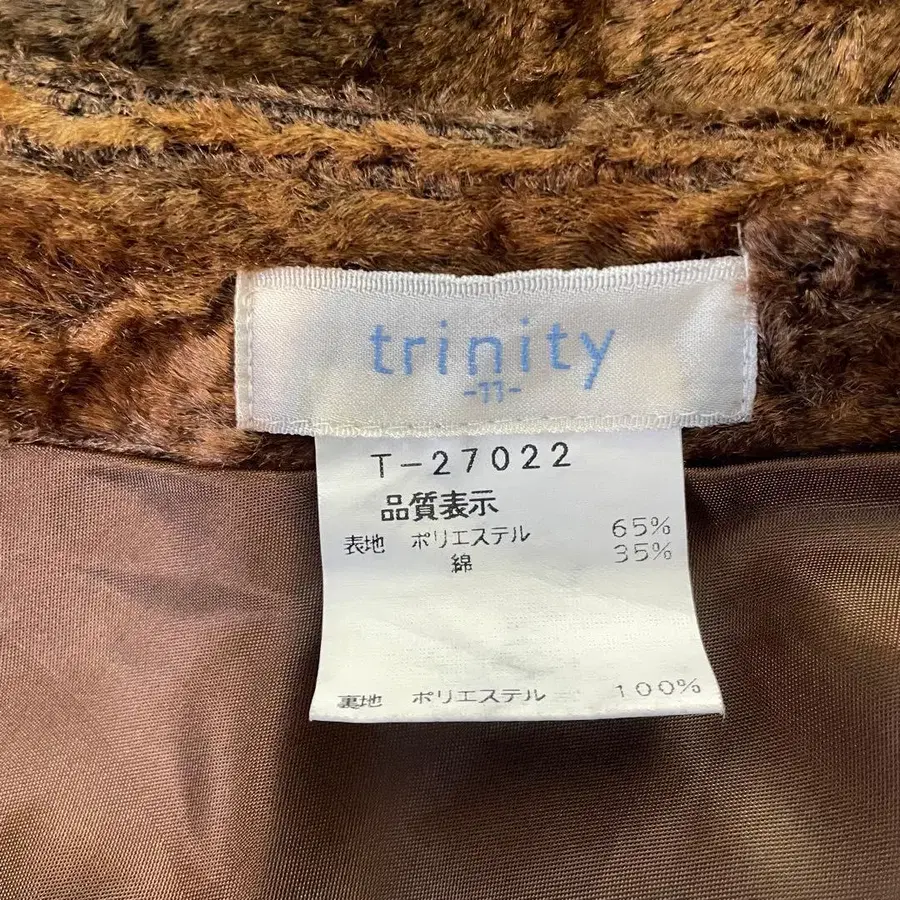 trinity
-11-
T-27022
品質表示
表地 ポリエステル 65%
綿 35%
裏地 ポリエステル 100%